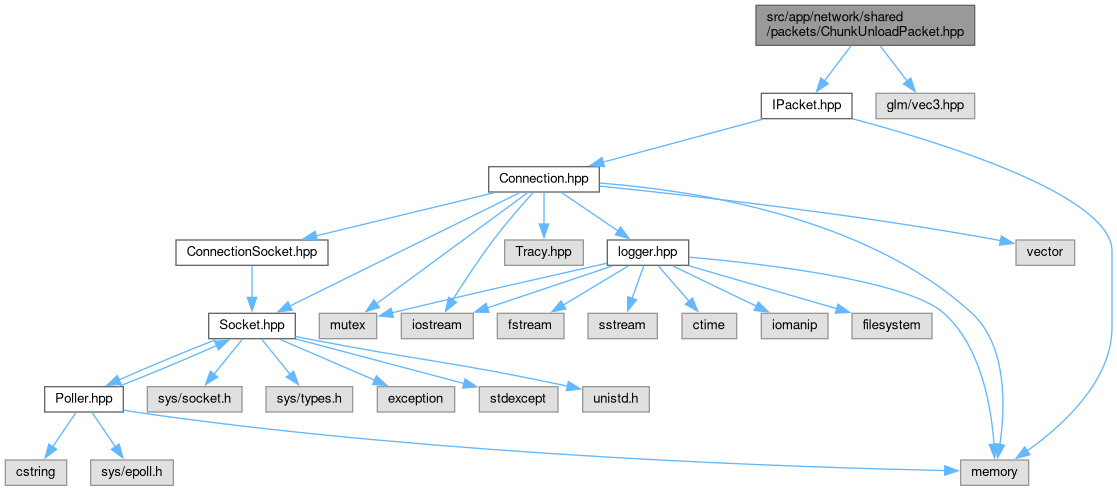 src/app/network/shared
/packets/ChunkUnloadPacket.hpp
IPacket.hpp
glm/vec3.hpp
Connection.hpp
ConnectionSocket.hpp
Tracy.hpp
logger.hpp
vector
Socket.hpp
mutex
iostream
fstream
sstream
ctime
iomanip
filesystem
Poller.hpp
sys/socket.h
sys/types.h
exception
stdexcept
unistd.h
cstring
sys/epoll.h
memory